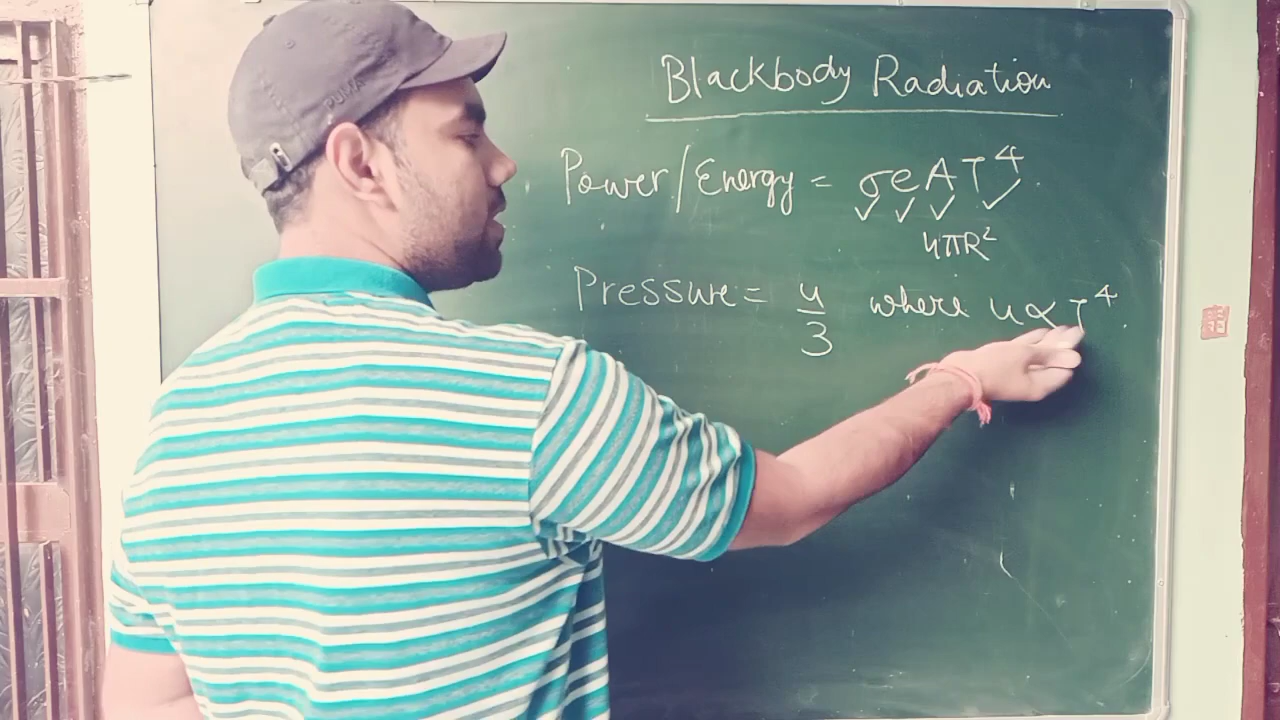 Blackbody Radiation
Power/Energy = σeAT⁴
4πR²
Pressure = u/3 where u∝T⁴
PUMA